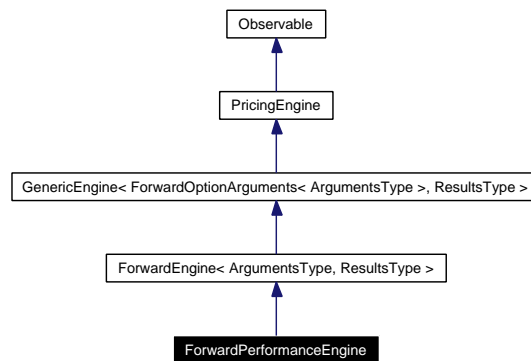 Observable
PricingEngine
GenericEngine< ForwardOptionArguments< ArgumentsType >, ResultsType >
ForwardEngine< ArgumentsType, ResultsType >
ForwardPerformanceEngine